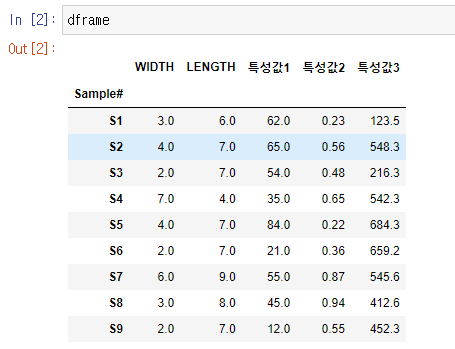 In [2]: dframe
Out[2]:
WIDTH LENGTH 특성값1 특성값2 특성값3
Sample#
S1 3.0 6.0 62.0 0.23 123.5
S2 4.0 7.0 65.0 0.56 548.3
S3 2.0 7.0 54.0 0.48 216.3
S4 7.0 4.0 35.0 0.65 542.3
S5 4.0 7.0 84.0 0.22 684.3
S6 2.0 7.0 21.0 0.36 659.2
S7 6.0 9.0 55.0 0.87 545.6
S8 3.0 8.0 45.0 0.94 412.6
S9 2.0 7.0 12.0 0.55 452.3